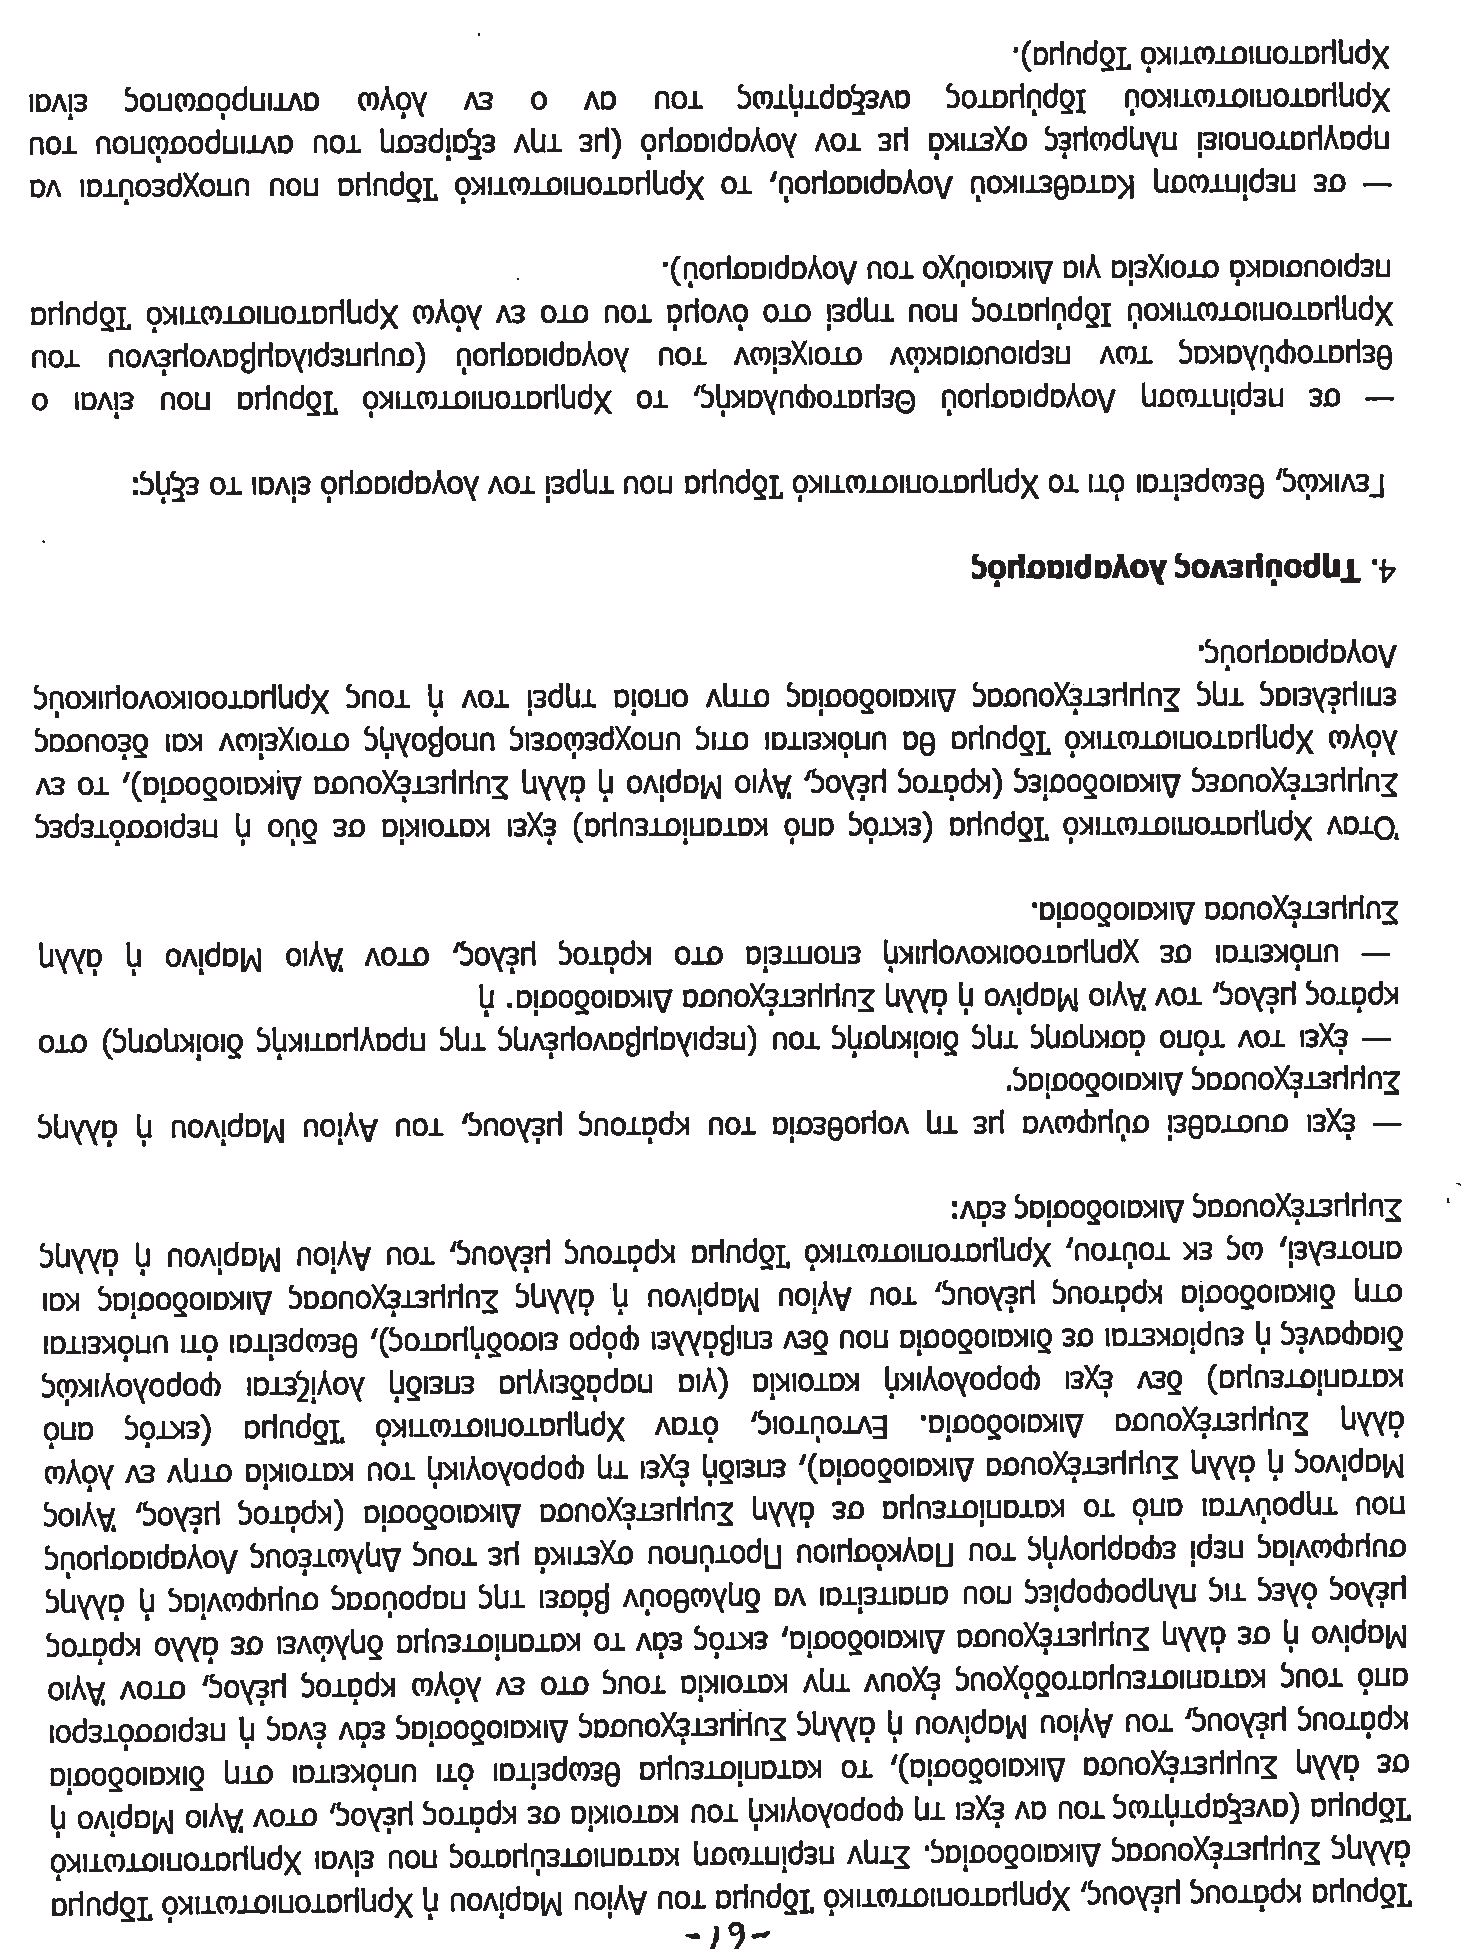 -19-
Ίδρυμα κράτους μέλους, Χρηματοπιστωτικό Ίδρυμα του Αγίου Μαρίνου ή Χρηματοπιστωτικό Ίδρυμα
άλλης Συμμετέχουσας Δικαιοδοσίας. Στην περίπτωση καταπιστεύματος που είναι Χρηματοπιστωτικό
Ίδρυμα (ανεξαρτήτως του αν έχει τη φορολογική του κατοικία σε κράτος μέλος, στον Άγιο Μαρίνο ή
σε άλλη Συμμετέχουσα Δικαιοδοσία), το καταπίστευμα θεωρείται ότι υπόκειται στη δικαιοδοσία
κράτους μέλους, του Αγίου Μαρίνου ή άλλης Συμμετέχουσας Δικαιοδοσίας εάν ένας ή περισσότεροι
από τους καταπιστευματοδόχους έχουν την κατοικία τους στο εν λόγω κράτος μέλος, στον Άγιο
Μαρίνο ή σε άλλη Συμμετέχουσα Δικαιοδοσία, εκτός εάν το καταπίστευμα δηλώνει σε άλλο κράτος
μέλος όλες τις πληροφορίες που απαιτείται να δηλωθούν βάσει της παρούσας συμφωνίας ή άλλης
συμφωνίας περί εφαρμογής του Παγκόσμιου Προτύπου σχετικά με τους Δηλωτέους Λογαριασμούς
που τηρούνται από το καταπίστευμα σε άλλη Συμμετέχουσα Δικαιοδοσία (κράτος μέλος, Άγιος
Μαρίνος ή άλλη Συμμετέχουσα Δικαιοδοσία), επειδή έχει τη φορολογική του κατοικία στην εν λόγω
άλλη Συμμετέχουσα Δικαιοδοσία. Εντούτοις, όταν Χρηματοπιστωτικό Ίδρυμα (εκτός από
καταπίστευμα) δεν έχει φορολογική κατοικία (για παράδειγμα επειδή λογίζεται φορολογικώς
διαφανές ή ευρίσκεται σε δικαιοδοσία που δεν επιβάλλει φόρο εισοδήματος), θεωρείται ότι υπόκειται
στη δικαιοδοσία κράτους μέλους, του Αγίου Μαρίνου ή άλλης Συμμετέχουσας Δικαιοδοσίας και
αποτελεί, ως εκ τούτου, Χρηματοπιστωτικό Ίδρυμα κράτους μέλους, του Αγίου Μαρίνου ή άλλης
Συμμετέχουσας Δικαιοδοσίας εάν:
— έχει συσταθεί σύμφωνα με τη νομοθεσία του κράτους μέλους, του Αγίου Μαρίνου ή άλλης
Συμμετέχουσας Δικαιοδοσίας.
— έχει τον τόπο άσκησης της διοίκησής του (περιλαμβανομένης της πραγματικής διοίκησης) στο
κράτος μέλος, τον Άγιο Μαρίνο ή άλλη Συμμετέχουσα Δικαιοδοσία· ή
— υπόκειται σε Χρηματοοικονομική εποπτεία στο κράτος μέλος, στον Άγιο Μαρίνο ή άλλη
Συμμετέχουσα Δικαιοδοσία.
Όταν Χρηματοπιστωτικό Ίδρυμα (εκτός από καταπίστευμα) έχει κατοικία σε δύο ή περισσότερες
Συμμετέχουσες Δικαιοδοσίες (κράτος μέλος, Άγιο Μαρίνο ή άλλη Συμμετέχουσα Δικαιοδοσία), το εν
λόγω Χρηματοπιστωτικό Ίδρυμα θα υπόκειται στις υποχρεώσεις υποβολής στοιχείων και δέουσας
επιμέλειας της Συμμετέχουσας Δικαιοδοσίας στην οποία τηρεί τον ή τους Χρηματοοικονομικούς
Λογαριασμούς.
4. Τηρούμενος λογαριασμός
Γενικώς, θεωρείται ότι το Χρηματοπιστωτικό Ίδρυμα που τηρεί τον λογαριασμό είναι το εξής:
— σε περίπτωση Λογαριασμού Θεματοφυλακής, το Χρηματοπιστωτικό Ίδρυμα που είναι ο
θεματοφύλακας των περιουσιακών στοιχείων του λογαριασμού (συμπεριλαμβανομένου του
Χρηματοπιστωτικού Ιδρύματος που τηρεί στο όνομά του στο εν λόγω Χρηματοπιστωτικό Ίδρυμα
περιουσιακά στοιχεία για Δικαιούχο του Λογαριασμού).
— σε περίπτωση Καταθετικού Λογαριασμού, το Χρηματοπιστωτικό Ίδρυμα που υποχρεούται να
πραγματοποιεί πληρωμές σχετικά με τον λογαριασμό (με την εξαίρεση του αντιπροσώπου του
Χρηματοπιστωτικού Ιδρύματος ανεξαρτήτως του αν ο εν λόγω αντιπρόσωπος είναι
Χρηματοπιστωτικό Ίδρυμα).